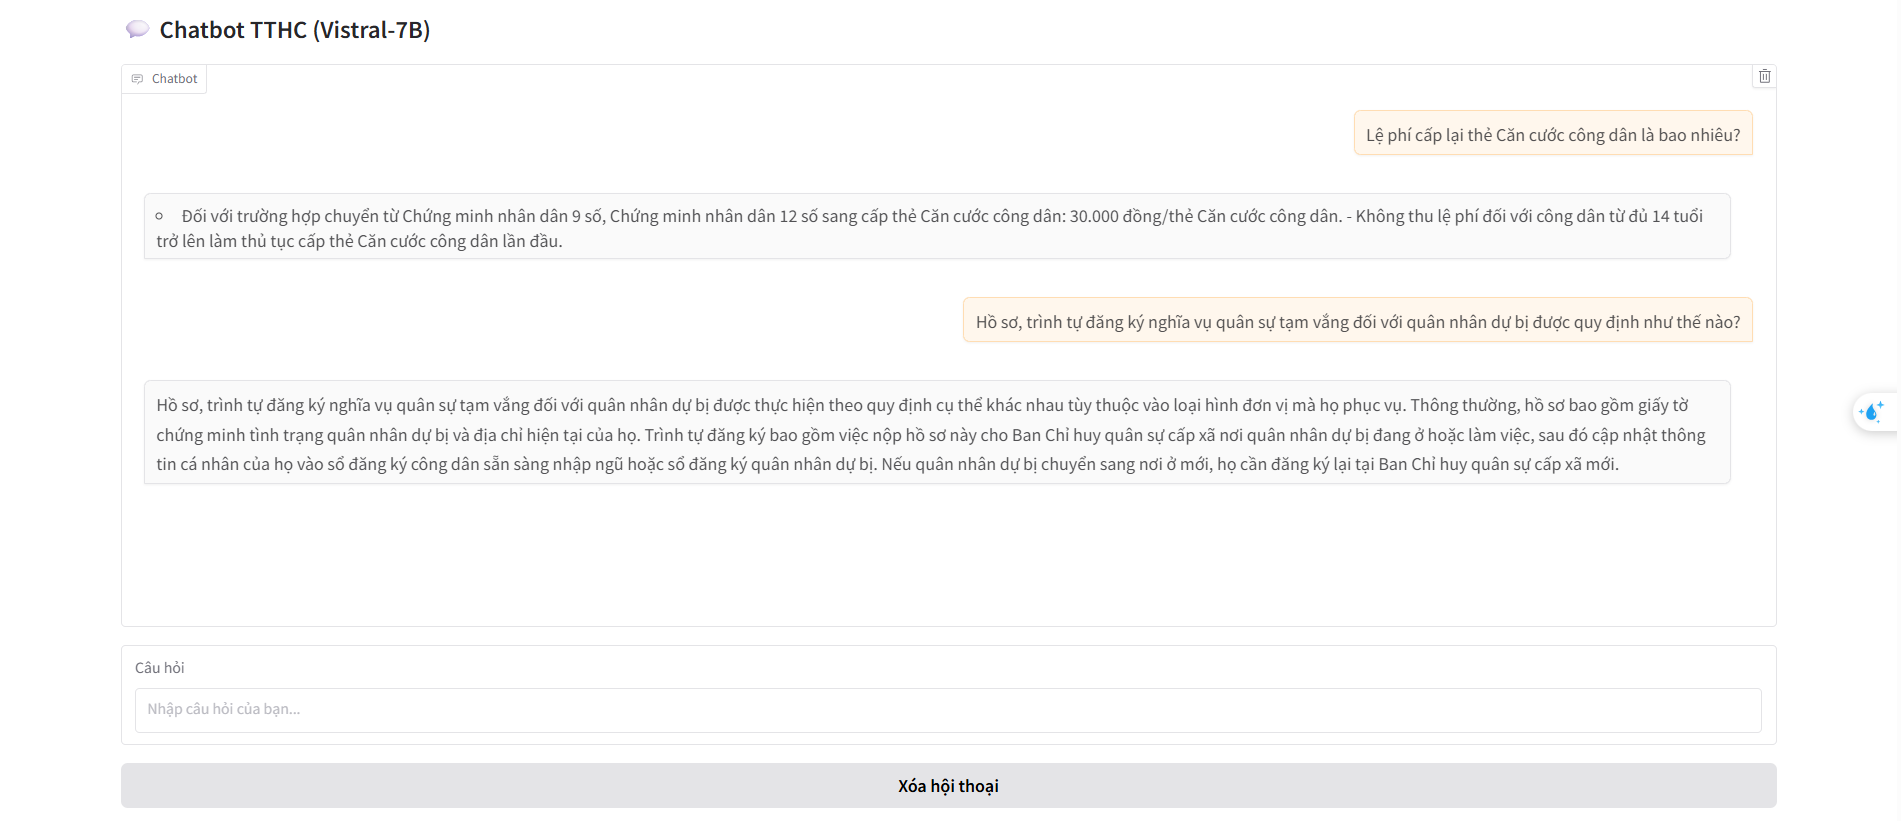 Chatbot TTHC (Vistral-7B)
Chatbot
Lệ phí cấp lại thẻ Căn cước công dân là bao nhiêu?
Đối với trường hợp chuyển từ Chứng minh nhân dân 9 số, Chứng minh nhân dân 12 số sang cấp thẻ Căn cước công dân: 30.000 đồng/thẻ Căn cước công dân. - Không thu lệ phí đối với công dân từ đủ 14 tuổi
trở lên làm thủ tục cấp thẻ Căn cước công dân lần đầu.
Hồ sơ, trình tự đăng ký nghĩa vụ quân sự tạm vắng đối với quân nhân dự bị được quy định như thế nào?
Hồ sơ, trình tự đăng ký nghĩa vụ quân sự tạm vắng đối với quân nhân dự bị được thực hiện theo quy định cụ thể khác nhau tùy thuộc vào loại hình đơn vị mà họ phục vụ. Thông thường, hồ sơ bao gồm giấy tờ
chứng minh tình trạng quân nhân dự bị và địa chỉ hiện tại của họ. Trình tự đăng ký bao gồm việc nộp hồ sơ này cho Ban Chỉ huy quân sự cấp xã nơi quân nhân dự bị đang ở hoặc làm việc, sau đó cập nhật thông
tin cá nhân của họ vào sổ đăng ký công dân sẵn sàng nhập ngũ hoặc sổ đăng ký quân nhân dự bị. Nếu quân nhân dự bị chuyển sang nơi ở mới, họ cần đăng ký lại tại Ban Chỉ huy quân sự cấp xã mới.
Câu hỏi
Nhập câu hỏi của bạn...
Xóa hội thoại